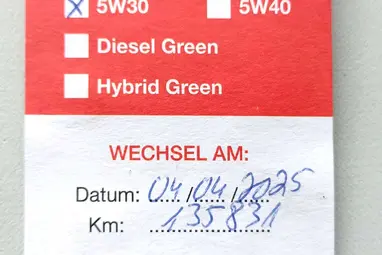 5W30 5W40
Diesel Green
Hybrid Green
WECHSEL AM:
Datum: 04/04/2025
Km: 135831